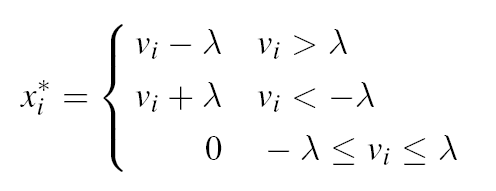 v_i − λ   v_i > λ
x_i^* = { v_i + λ   v_i < −λ
0   − λ ≤ v_i ≤ λ